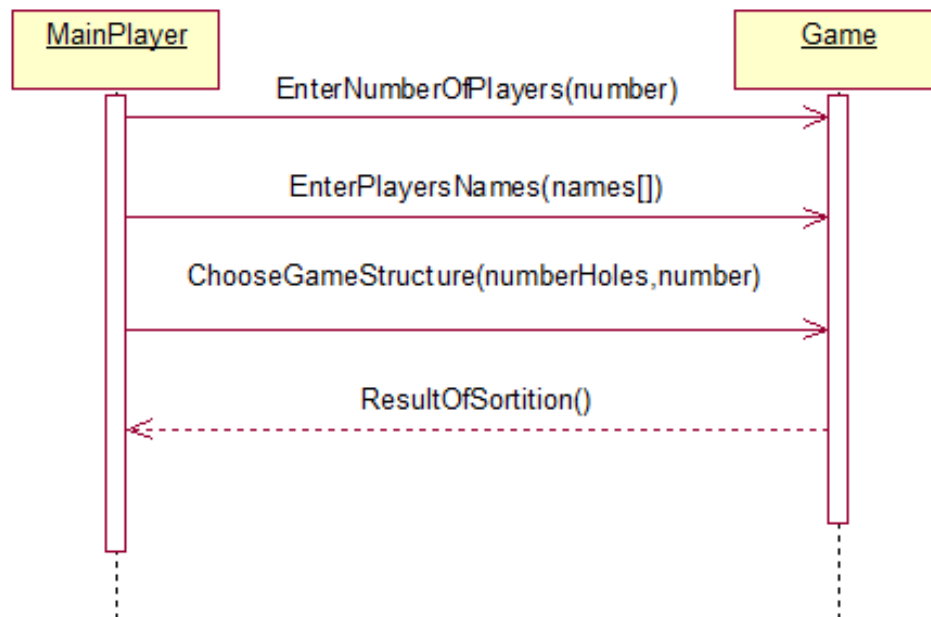 MainPlayer
Game
EnterNumberOfPlayers(number)
EnterPlayersNames(names[])
ChooseGameStructure(numberHoles,number)
ResultOfSortition()